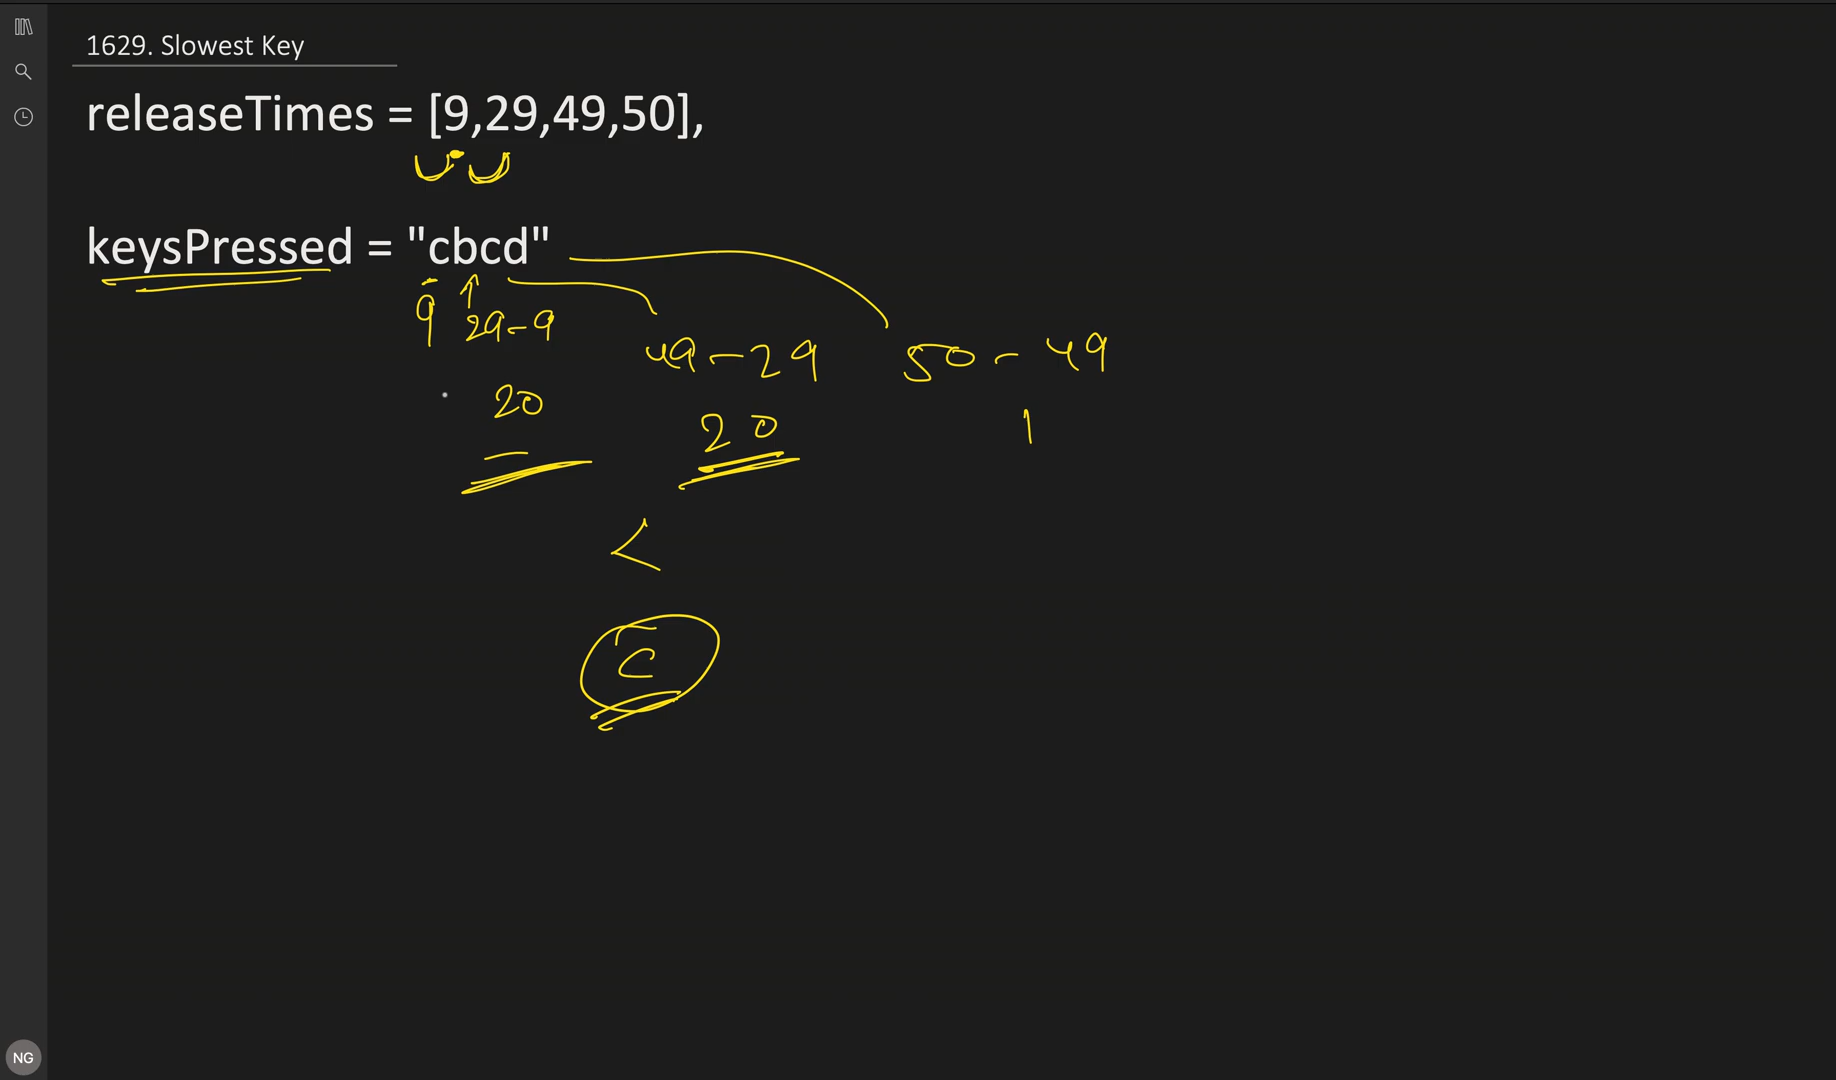 1629. Slowest Key
releaseTimes = [9,29,49,50],
keysPressed = "cbcd"
9 29-9
49-29 50-49
20 20 1
<
c
NG